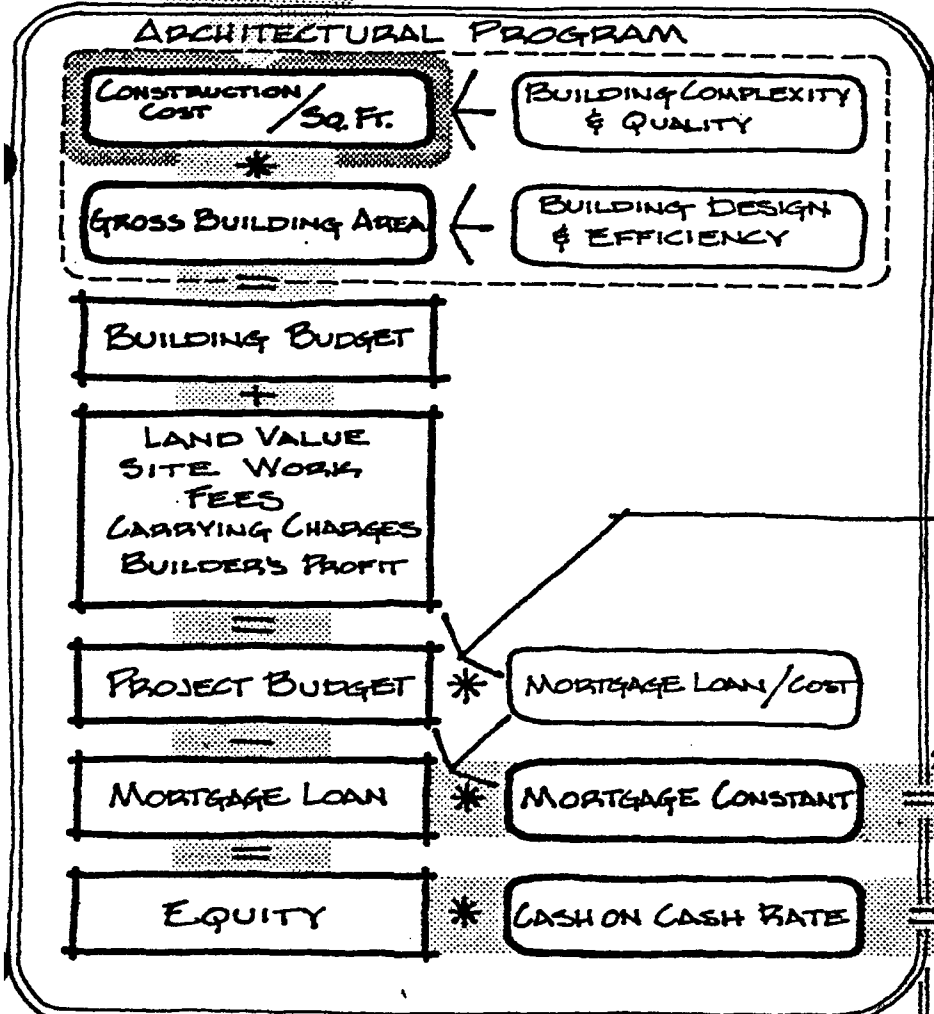 ARCHITECTURAL PROGRAM
CONSTRUCTION
COST /SQ. FT.
BUILDING COMPLEXITY
& QUALITY
*
GROSS BUILDING AREA
BUILDING DESIGN
& EFFICIENCY
=
BUILDING BUDGET
+
LAND VALUE
SITE WORK
FEES
CARRYING CHARGES
BUILDER'S PROFIT
=
PROJECT BUDGET * MORTGAGE LOAN/COST
-
MORTGAGE LOAN * MORTGAGE CONSTANT =
=
EQUITY * CASH ON CASH RATE =